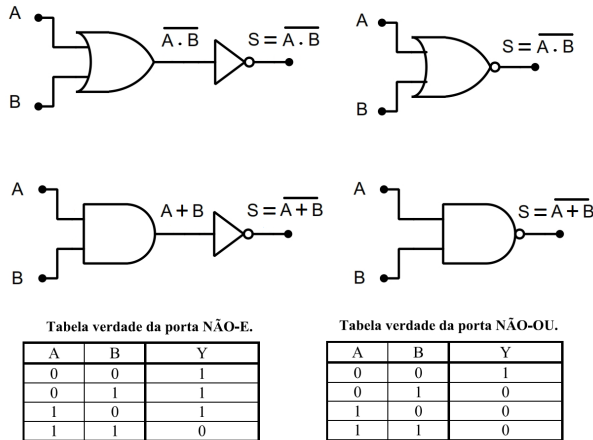 A
A̅ ̅.̅ ̅B̅ S = A̅ ̅.̅ ̅B̅
B
A
S = A̅ ̅.̅ ̅B̅
B
A
A + B S = A̅ ̅+̅ ̅B̅
B
A
S = A̅ ̅+̅ ̅B̅
B
Tabela verdade da porta NÃO-E.
A B Y
0 0 1
0 1 1
1 0 1
1 1 0
Tabela verdade da porta NÃO-OU.
A B Y
0 0 1
0 1 0
1 0 0
1 1 0